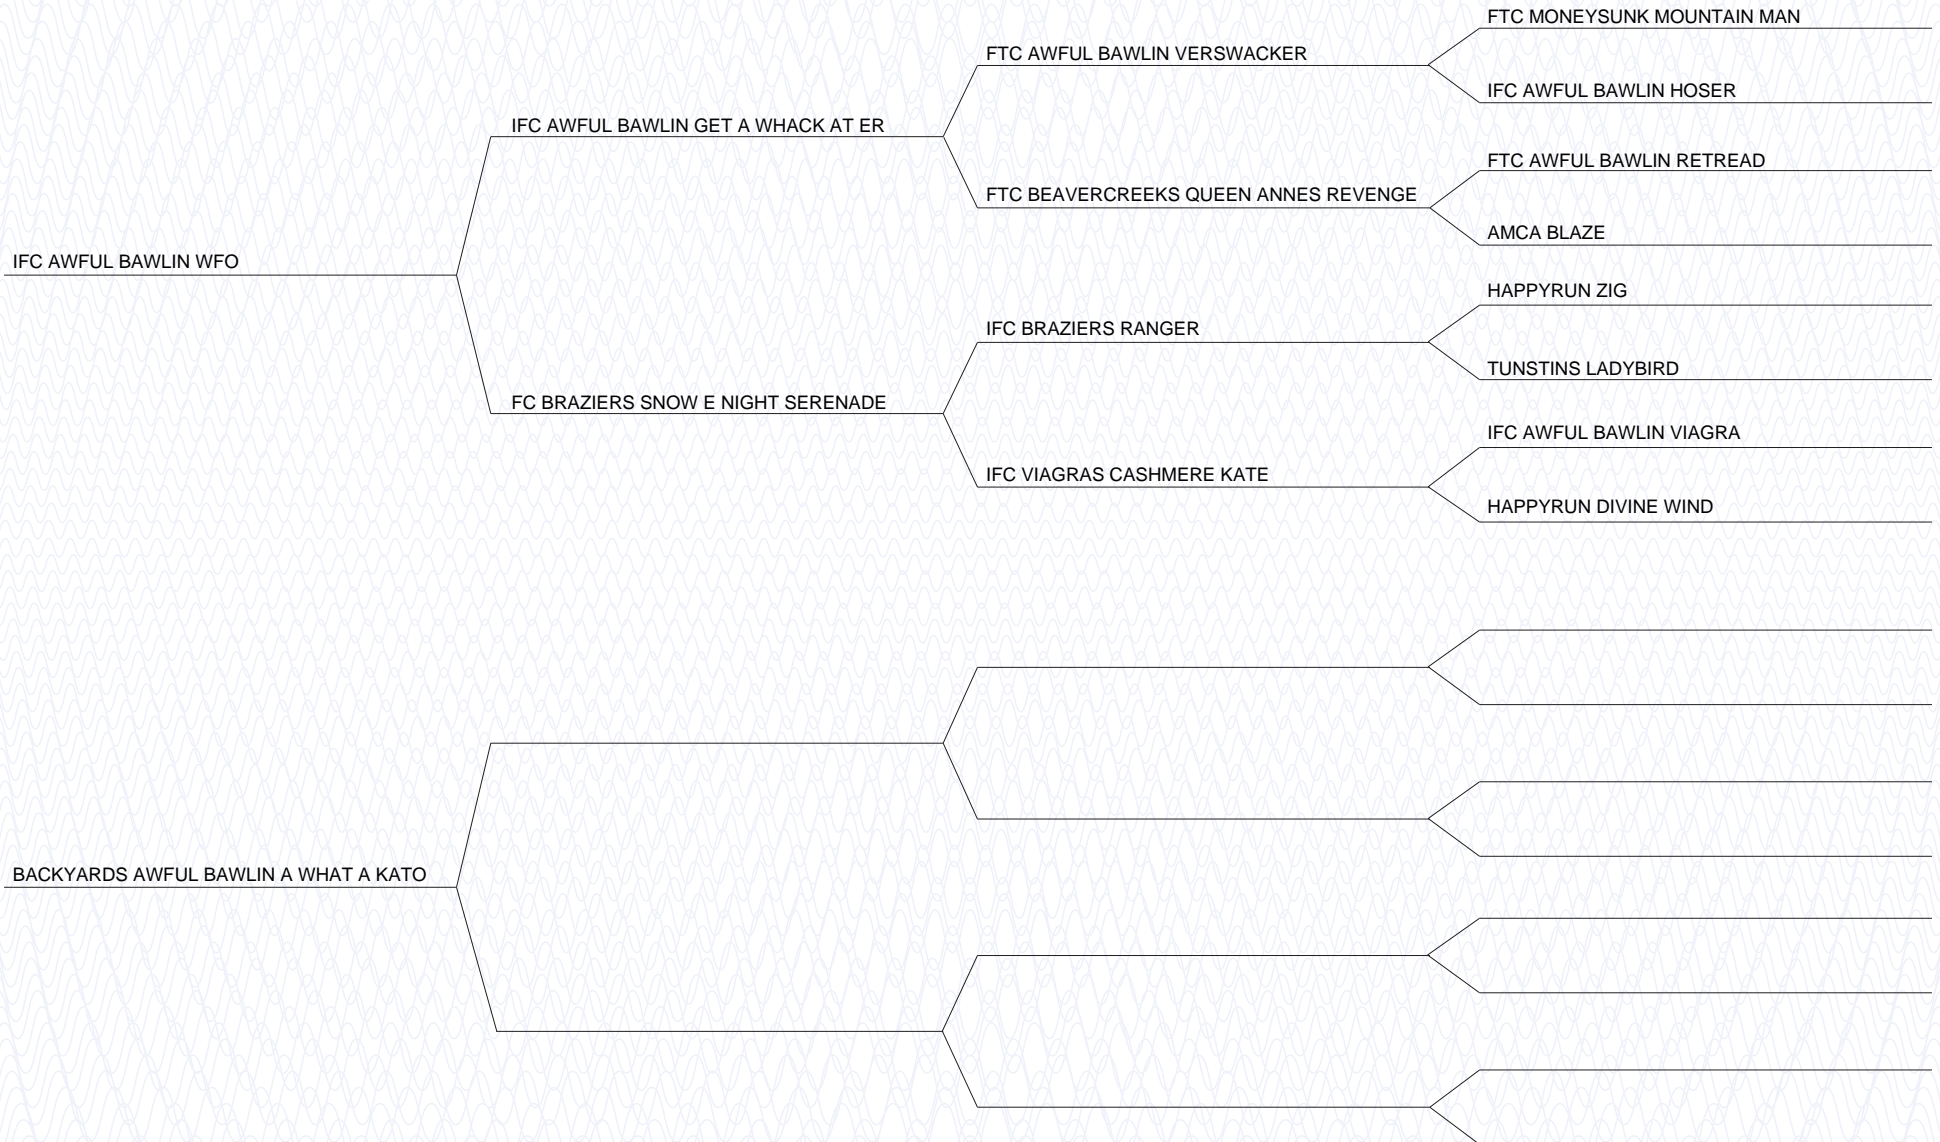 FTC MONEYSUNK MOUNTAIN MAN
FTC AWFUL BAWLIN VERSWACKER
IFC AWFUL BAWLIN HOSER
IFC AWFUL BAWLIN GET A WHACK AT ER
FTC AWFUL BAWLIN RETREAD
FTC BEAVERCREEKS QUEEN ANNES REVENGE
AMCA BLAZE
IFC AWFUL BAWLIN WFO
HAPPYRUN ZIG
IFC BRAZIERS RANGER
TUNSTINS LADYBIRD
FC BRAZIERS SNOW E NIGHT SERENADE
IFC AWFUL BAWLIN VIAGRA
IFC VIAGRAS CASHMERE KATE
HAPPYRUN DIVINE WIND
BACKYARDS AWFUL BAWLIN A WHAT A KATO